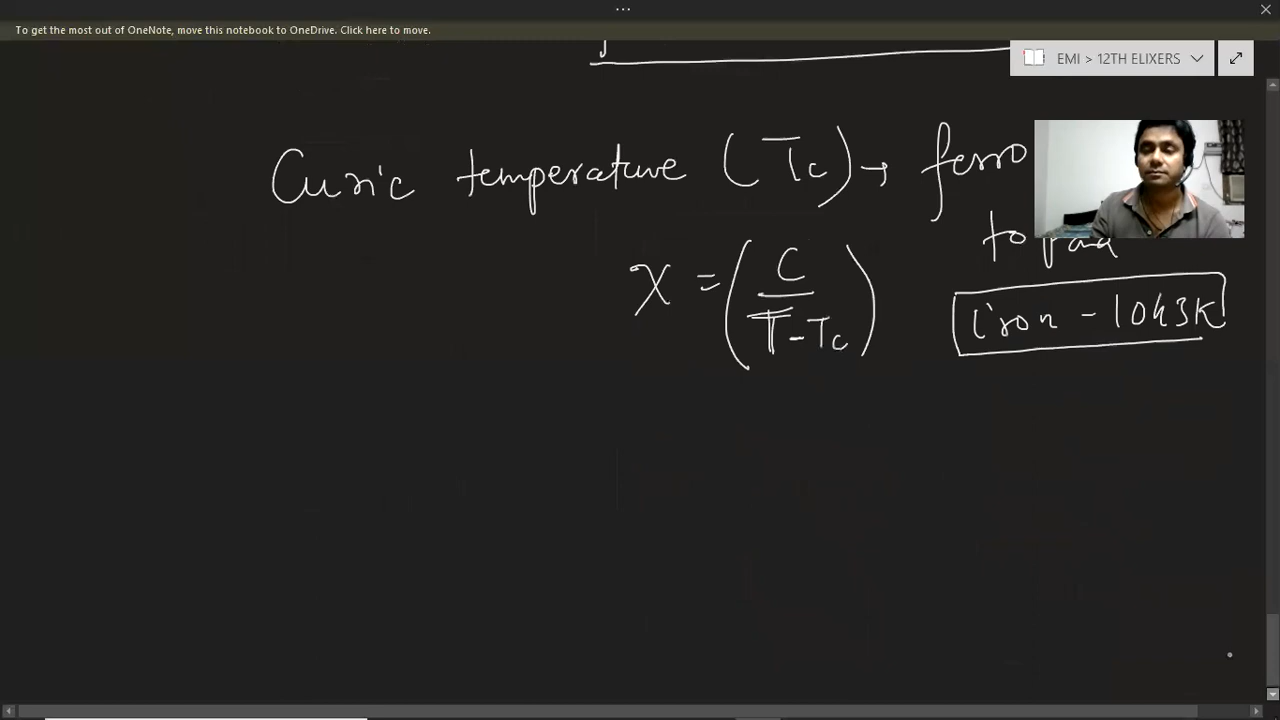 To get the most out of OneNote, move this notebook to OneDrive. Click here to move.
EMI > 12TH ELIXERS
Curie temperature (Tc) → ferro
to para
χ = (C / T - Tc)
iron - 1043K